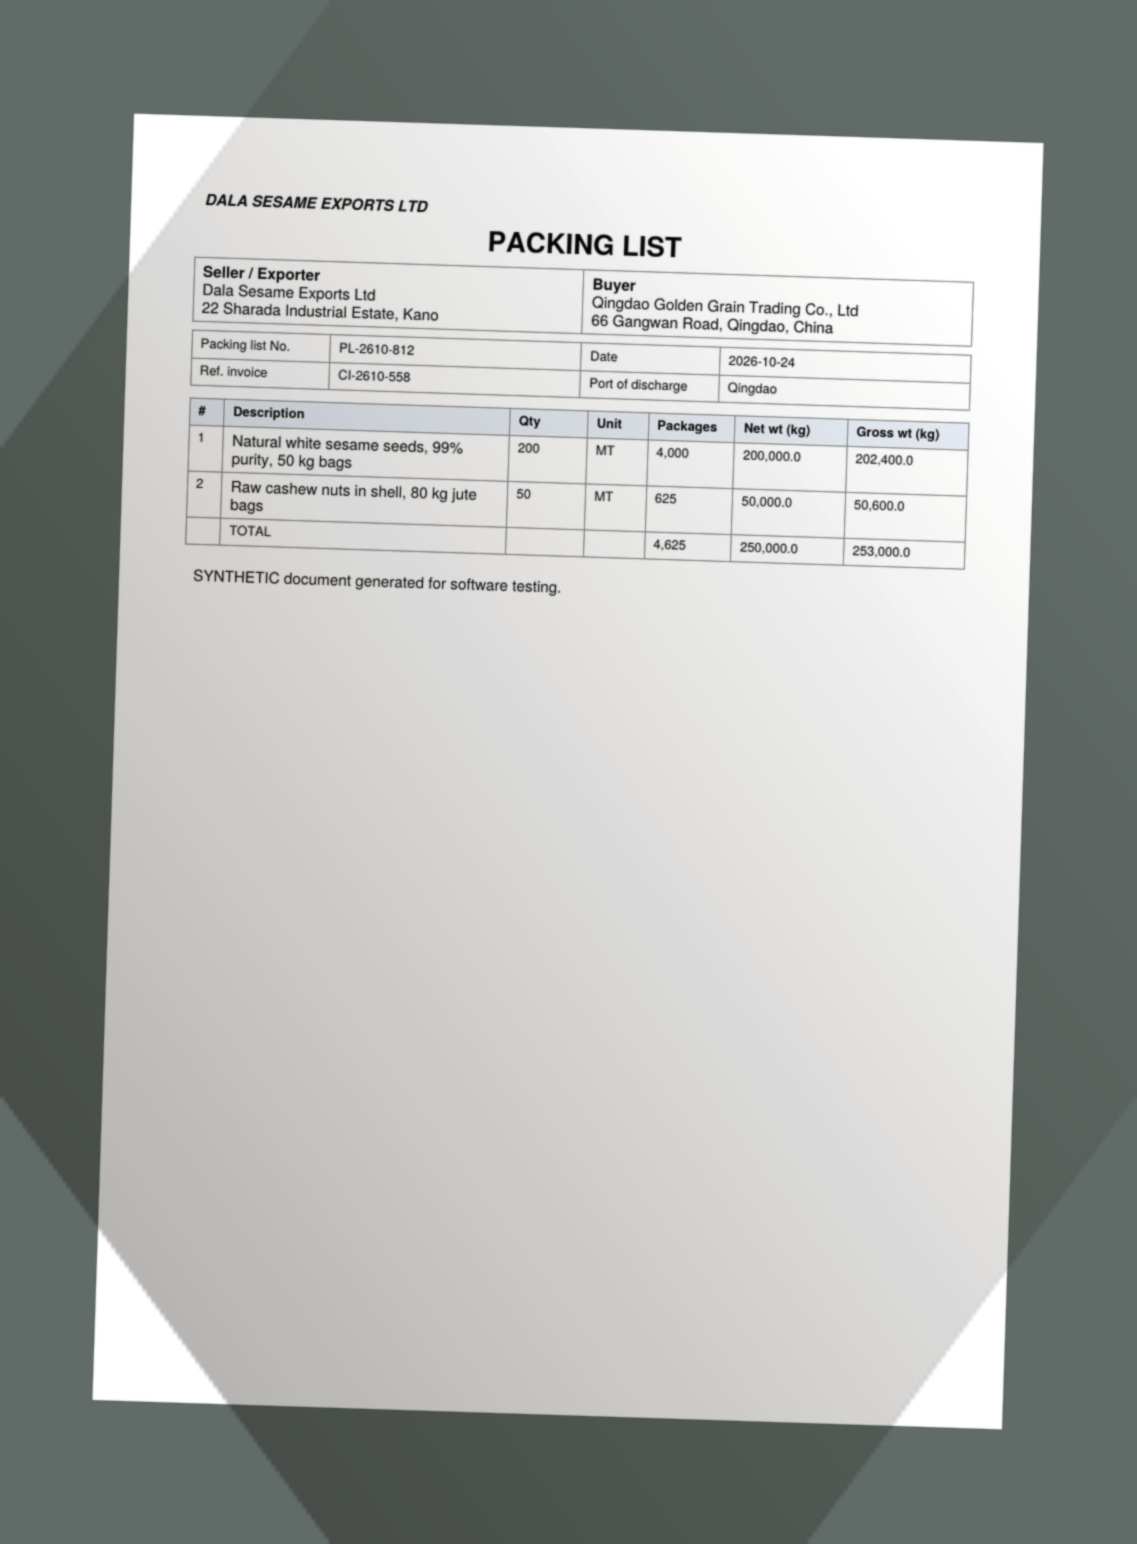 DALA SESAME EXPORTS LTD
PACKING LIST
Seller / Exporter
Dala Sesame Exports Ltd
22 Sharada Industrial Estate, Kano
Buyer
Qingdao Golden Grain Trading Co., Ltd
66 Gangwan Road, Qingdao, China
Packing list No. PL-2610-812 Date 2026-10-24
Ref. invoice CI-2610-558 Port of discharge Qingdao
# Description Qty Unit Packages Net wt (kg) Gross wt (kg)
1 Natural white sesame seeds, 99% 200 MT 4,000 200,000.0 202,400.0
purity, 50 kg bags
2 Raw cashew nuts in shell, 80 kg jute 50 MT 625 50,000.0 50,600.0
bags
TOTAL 4,625 250,000.0 253,000.0
SYNTHETIC document generated for software testing.